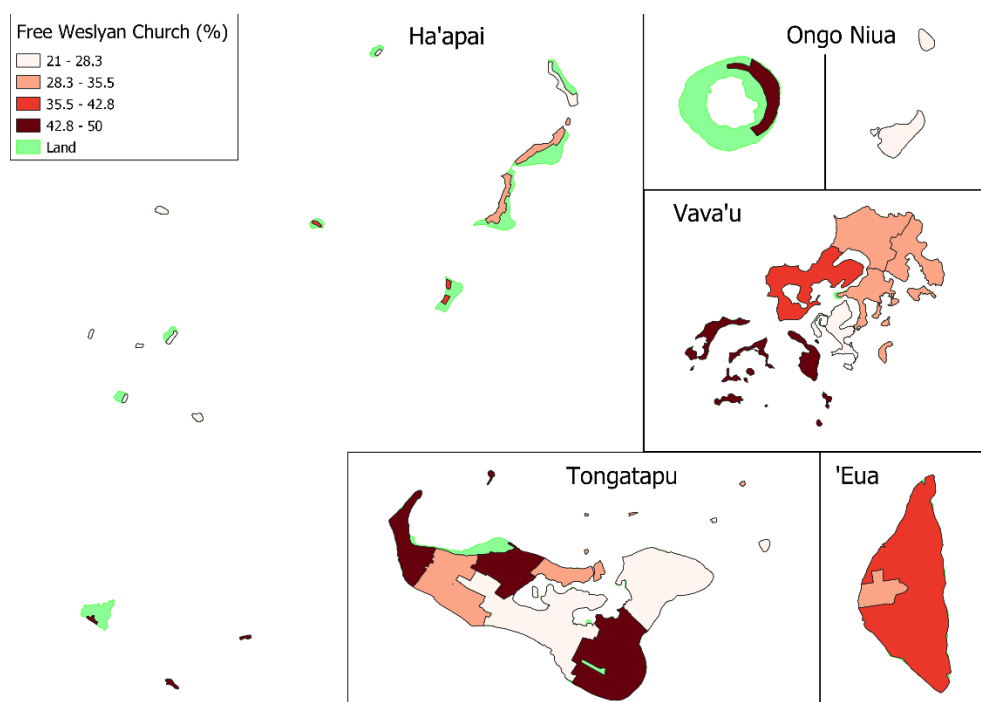 Free Weslyan Church (%)
21 - 28.3
28.3 - 35.5
35.5 - 42.8
42.8 - 50
Land
Ha'apai
Ongo Niua
Vava'u
Tongatapu
'Eua